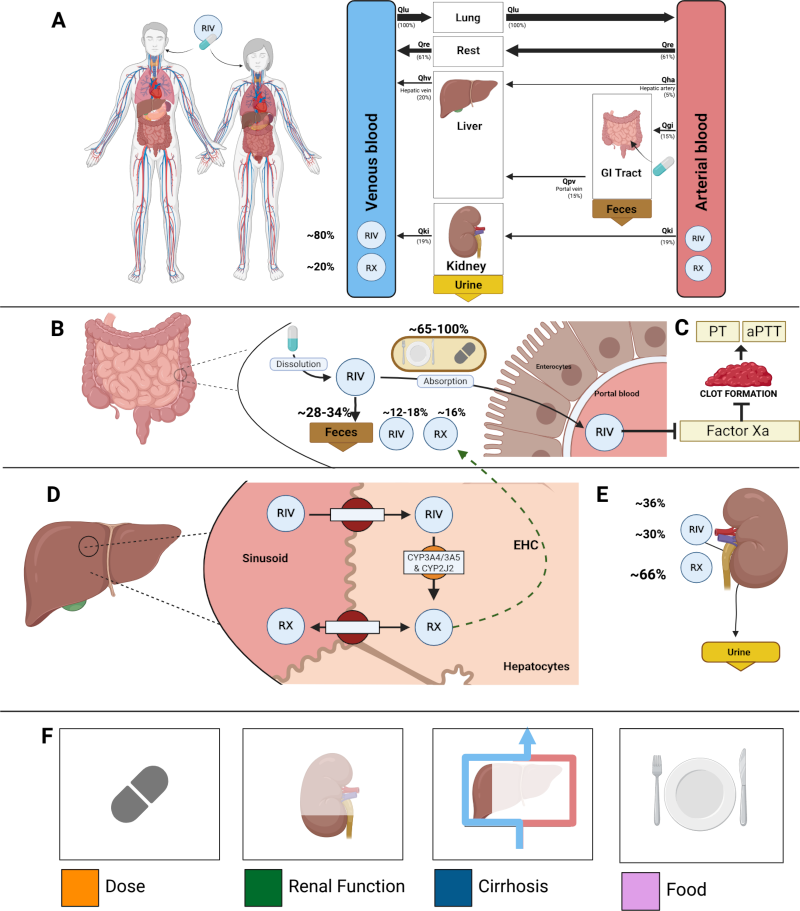 A
RIV
Venous blood
Arterial blood
Qlu
(100%)
Lung
Qlu
(100%)
Qre
(61%)
Rest
Qre
(61%)
Qhv
Hepatic vein
(20%)
Liver
Qha
Hepatic artery
(5%)
Qgi
(15%)
GI Tract
Feces
Qpv
Portal vein
(15%)
Qki
(19%)
Kidney
Urine
Qki
(19%)
~80%
RIV
RIV
~20%
RX
RX
B
Dissolution
RIV
~65-100%
Absorption
~28-34%
Feces
~12-18%
RIV
~16%
RX
Enterocytes
Portal blood
RIV
C
PT
aPTT
CLOT FORMATION
Factor Xa
D
Sinusoid
RIV
RIV
CYP3A4/3A5
& CYP2J2
EHC
RX
RX
Hepatocytes
E
~36%
RIV
~30%
RX
~66%
Urine
F
Dose
Renal Function
Cirrhosis
Food